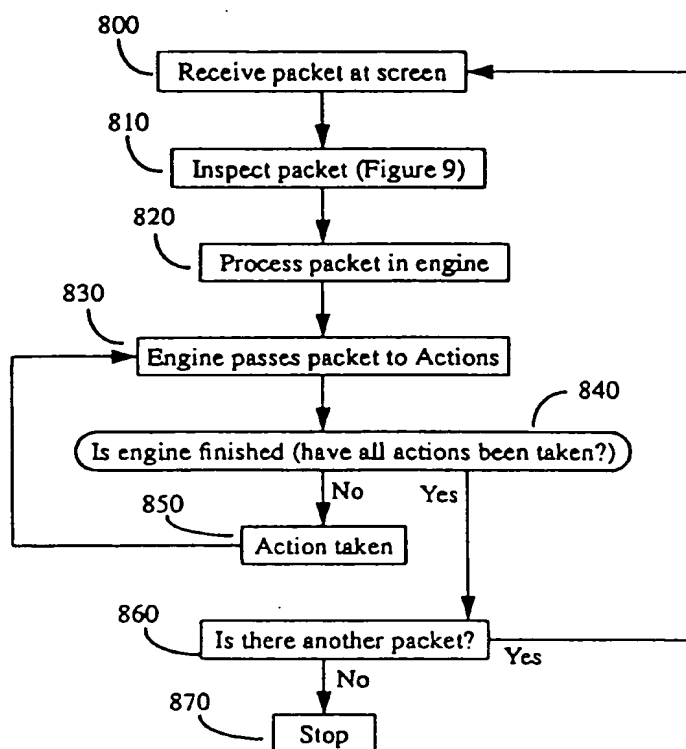 800
Receive packet at screen
810
Inspect packet (Figure 9)
820
Process packet in engine
830
Engine passes packet to Actions
840
Is engine finished (have all actions been taken?)
No
Yes
850
Action taken
860
Is there another packet?
Yes
No
870
Stop